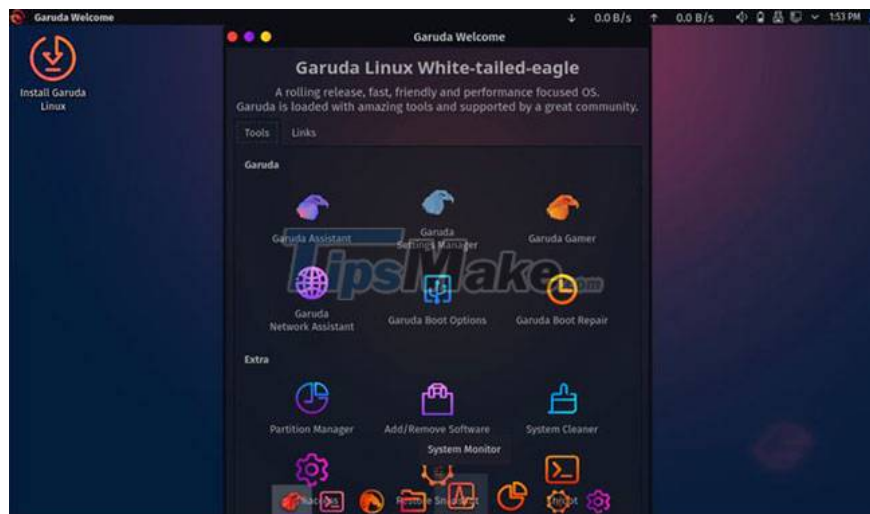 Garuda Welcome
0.0 B/s
0.0 B/s
1:53 PM
Install Garuda
Linux
Garuda Welcome
Garuda Linux White-tailed-eagle
A rolling release, fast, friendly and performance focused OS.
Garuda is loaded with amazing tools and supported by a great community.
Tools Links
Garuda
Garuda Assistant
Garuda
Settings Manager
Garuda Gamer
TipsMake.com
Garuda
Network Assistant
Garuda Boot Options
Garuda Boot Repair
Extra
Partition Manager
Add/Remove Software
System Cleaner
System Monitor